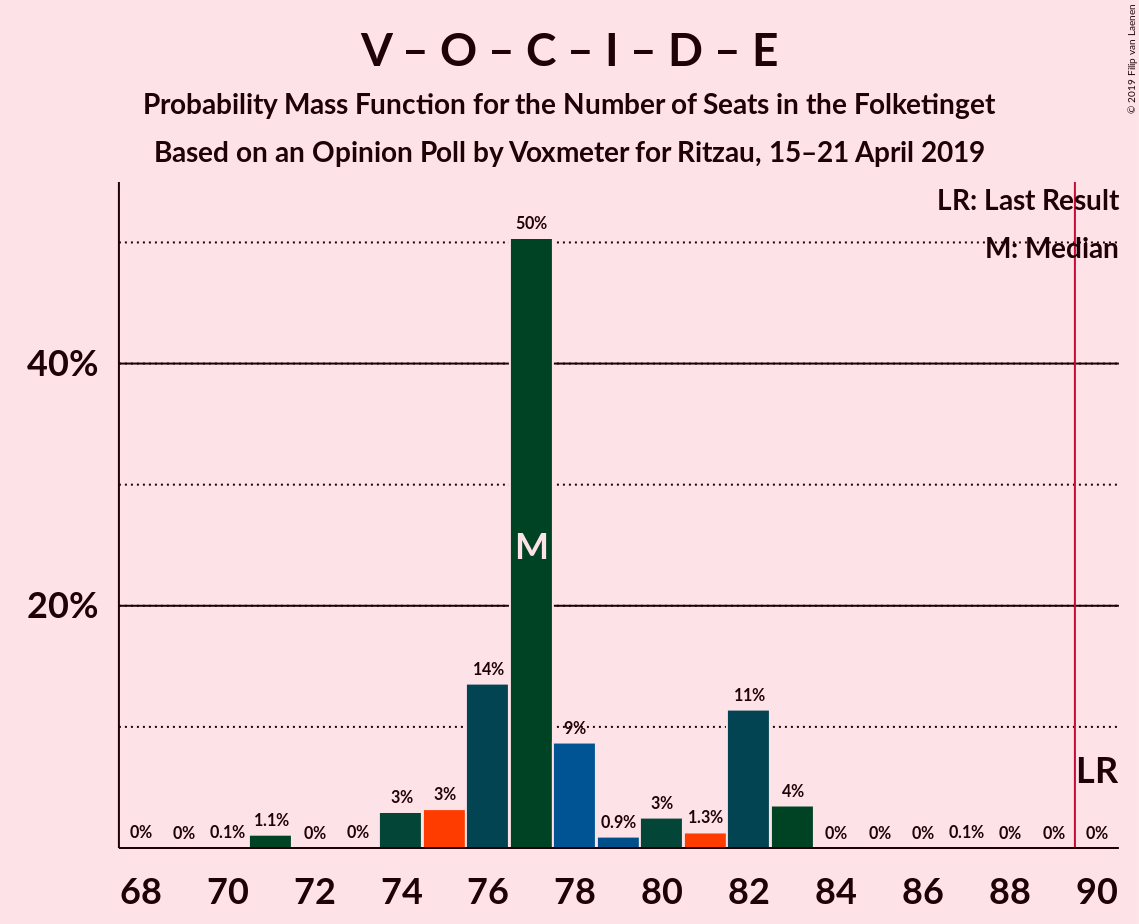 V – O – C – I – D – E
Probability Mass Function for the Number of Seats in the Folketinget
Based on an Opinion Poll by Voxmeter for Ritzau, 15–21 April 2019
© 2019 Filip van Laenen
LR: Last Result
M: Median
50%
40%
M
20%
14%
11%
9%
LR
3%
3%
4%
3%
0%
0%
0.1%
1.1%
0%
0%
0.9%
1.3%
0%
0%
0%
0.1%
0%
0%
0%
68 70 72 74 76 78 80 82 84 86 88 90